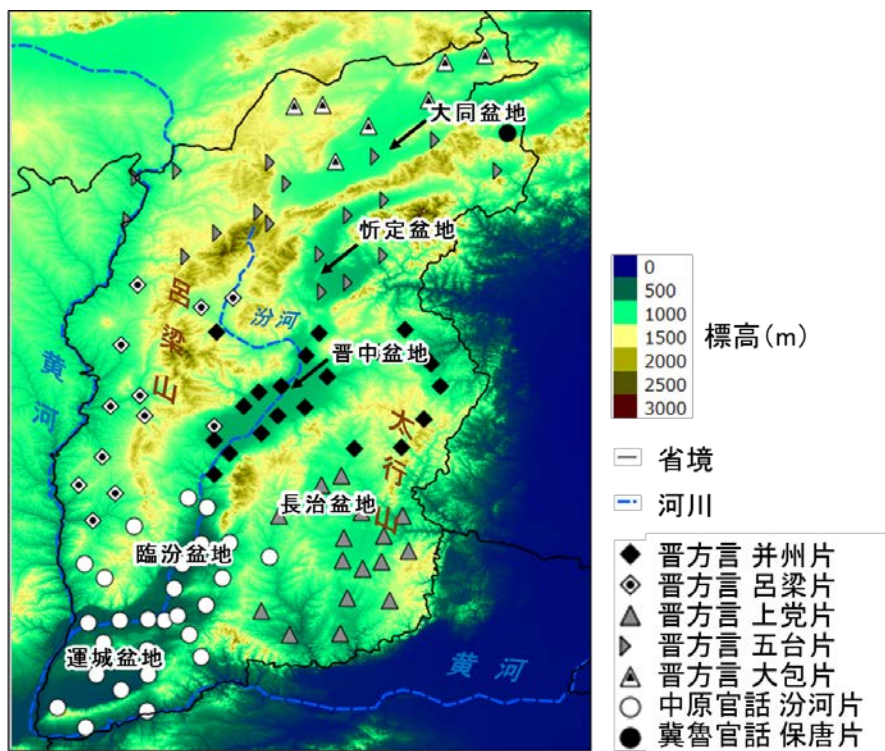 大同盆地
忻定盆地
呂梁山
汾河
晋中盆地
黄河
太行山
長治盆地
臨汾盆地
運城盆地
黄河
0
500
1000
1500
2000
2500
3000
標高(m)
省境
河川
晋方言 并州片
晋方言 呂梁片
晋方言 上党片
晋方言 五台片
晋方言 大包片
中原官話 汾河片
冀魯官話 保唐片